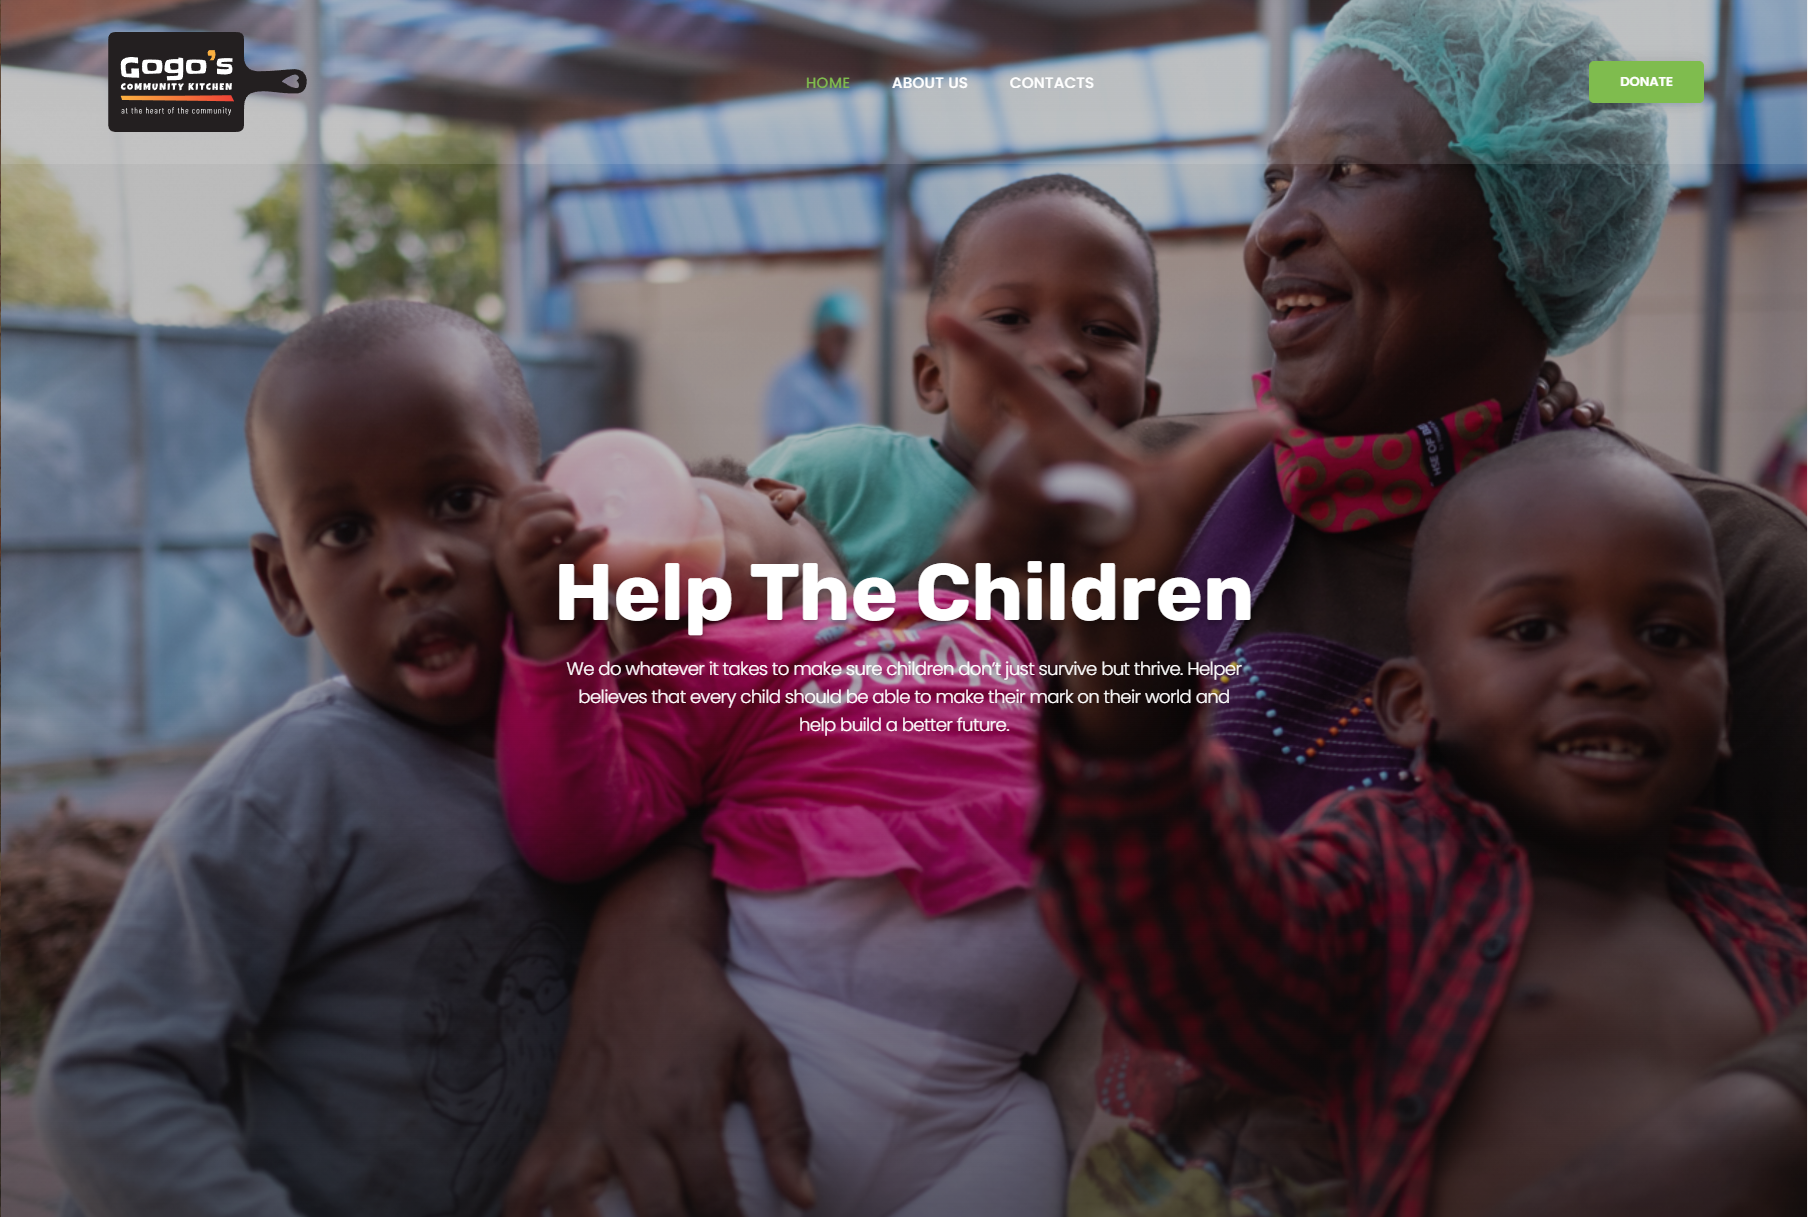 Gogo's
COMMUNITY KITCHEN
at the heart of the community
HOME
ABOUT US
CONTACTS
DONATE
Help The Children
We do whatever it takes to make sure children don't just survive but thrive. Helper
believes that every child should be able to make their mark on their world and
help build a better future.